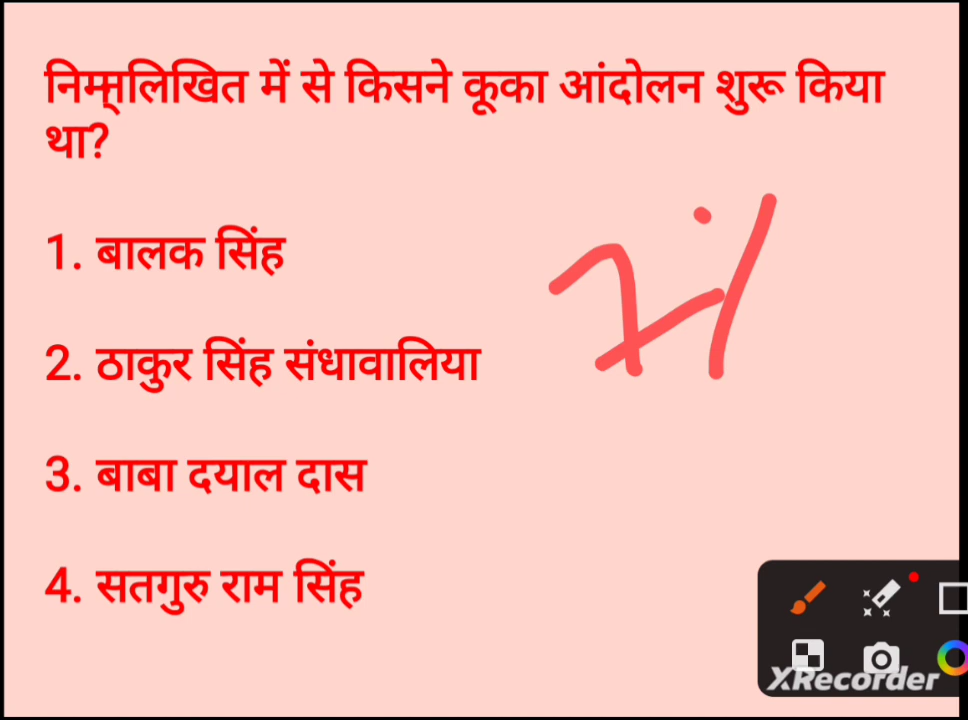 निम्नलिखित में से किसने कूका आंदोलन शुरू किया
था?
1. बालक सिंह
2. ठाकुर सिंह संधावालिया
3. बाबा दयाल दास
4. सतगुरु राम सिंह
XRecorder